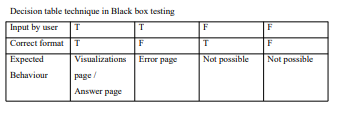 Decision table technique in Black box testing
Input by user T T F F
Correct format T F T F
Expected Visualizations Error page Not possible Not possible
Behaviour page /
Answer page